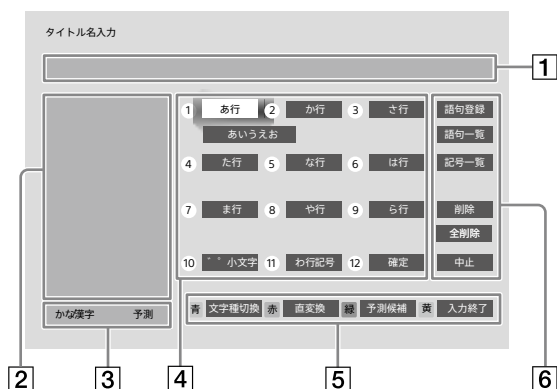 タイトル名入力
1
1 あ行 2 か行 3 さ行 語句登録
あいうえお 語句一覧
4 た行 5 な行 6 は行 記号一覧
7 ま行 8 や行 9 ら行 削除
全削除
10 ゛゜小文字 11 わ行記号 12 確定 中止
かな漢字 予測 青 文字種切換 赤 直変換 緑 予測候補 黄 入力終了
2 3 4 5 6